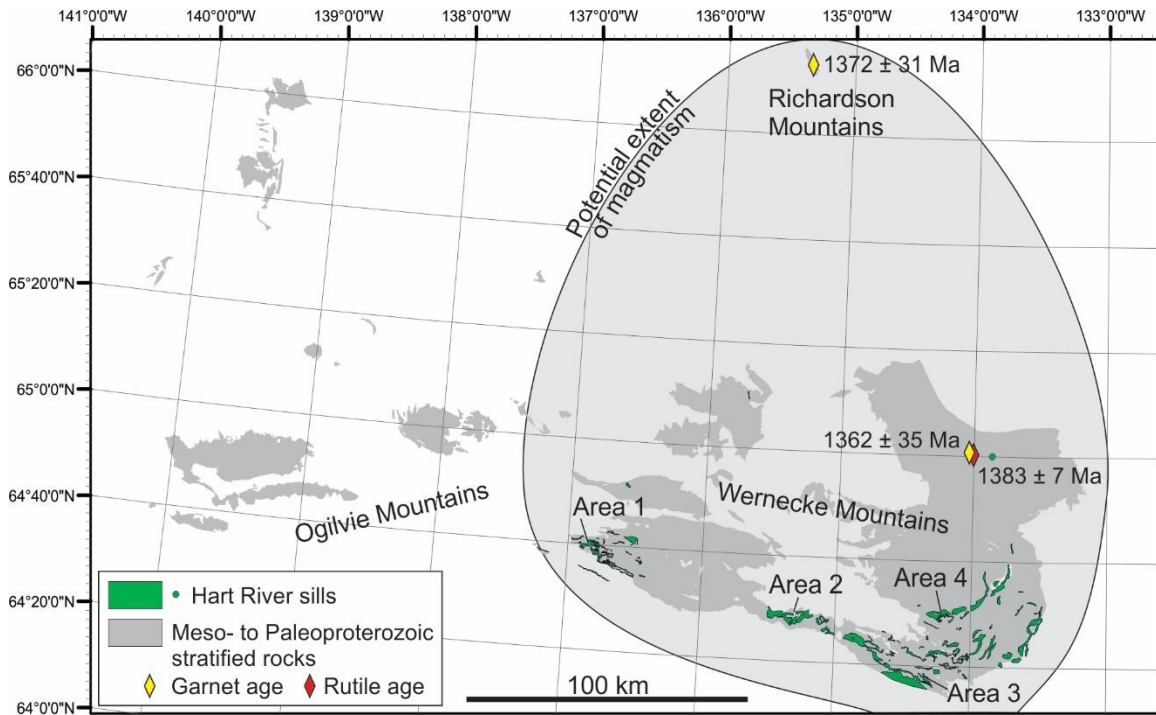 141°0'0"W 140°0'0"W 139°0'0"W 138°0'0"W 137°0'0"W 136°0'0"W 135°0'0"W 134°0'0"W 133°0'0"W
66°0'0"N
1372 ± 31 Ma
Richardson
Mountains
Potential extent
of magmatism
65°40'0"N
65°20'0"N
65°0'0"N
1362 ± 35 Ma
1383 ± 7 Ma
64°40'0"N
Ogilvie Mountains
Wernecke Mountains
Area 1
Area 2
Area 4
64°20'0"N
Area 3
64°0'0"N
Hart River sills
Meso- to Paleoproterozoic
stratified rocks
Garnet age
Rutile age
100 km